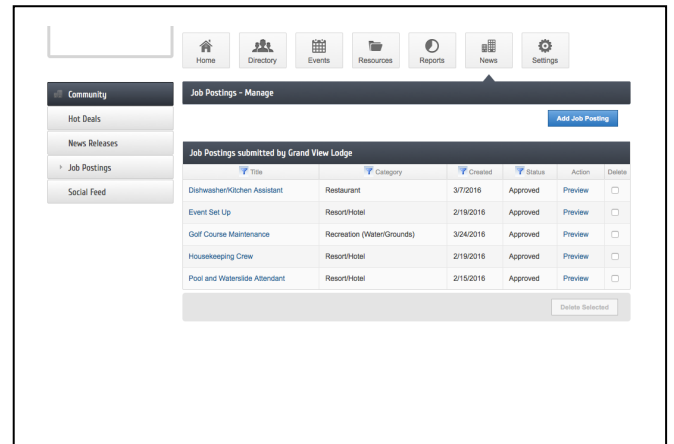 Home Directory Events Resources Reports News Settings
Community
Hot Deals
News Releases
Job Postings
Social Feed
Job Postings - Manage
Add Job Posting
Job Postings submitted by Grand View Lodge
Title Category Created Status Action Delete
Dishwasher/Kitchen Assistant Restaurant 3/7/2016 Approved Preview
Event Set Up Resort/Hotel 2/19/2016 Approved Preview
Golf Course Maintenance Recreation (Water/Grounds) 3/24/2016 Approved Preview
Housekeeping Crew Resort/Hotel 2/19/2016 Approved Preview
Pool and Waterslide Attendant Resort/Hotel 2/15/2016 Approved Preview
Delete Selected